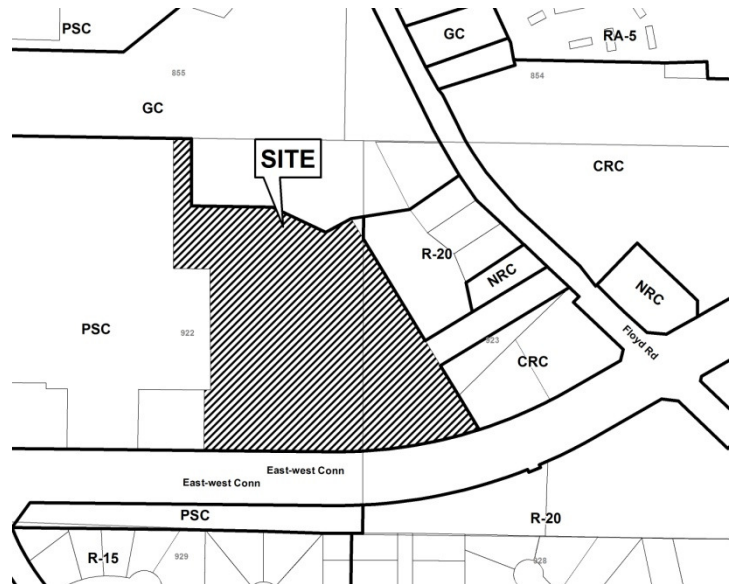 PSC
GC
RA-5
855
854
GC
SITE
CRC
R-20
NRC
NRC
PSC
922
923
Floyd Rd
CRC
East-west Conn
East-west Conn
PSC
R-20
R-15
929
928